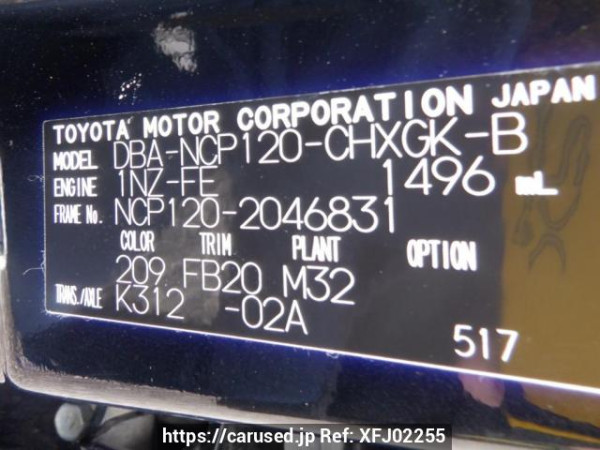 TOYOTA MOTOR CORPORATION JAPAN
MODEL DBA-NCP120-CHXGK-B
ENGINE 1NZ-FE 1496 mL
FRAME No. NCP120-2046831
COLOR TRIM PLANT OPTION
209 FB20 M32
TRANS./AXLE K312 -02A
517
https://carused.jp Ref: XFJ02255